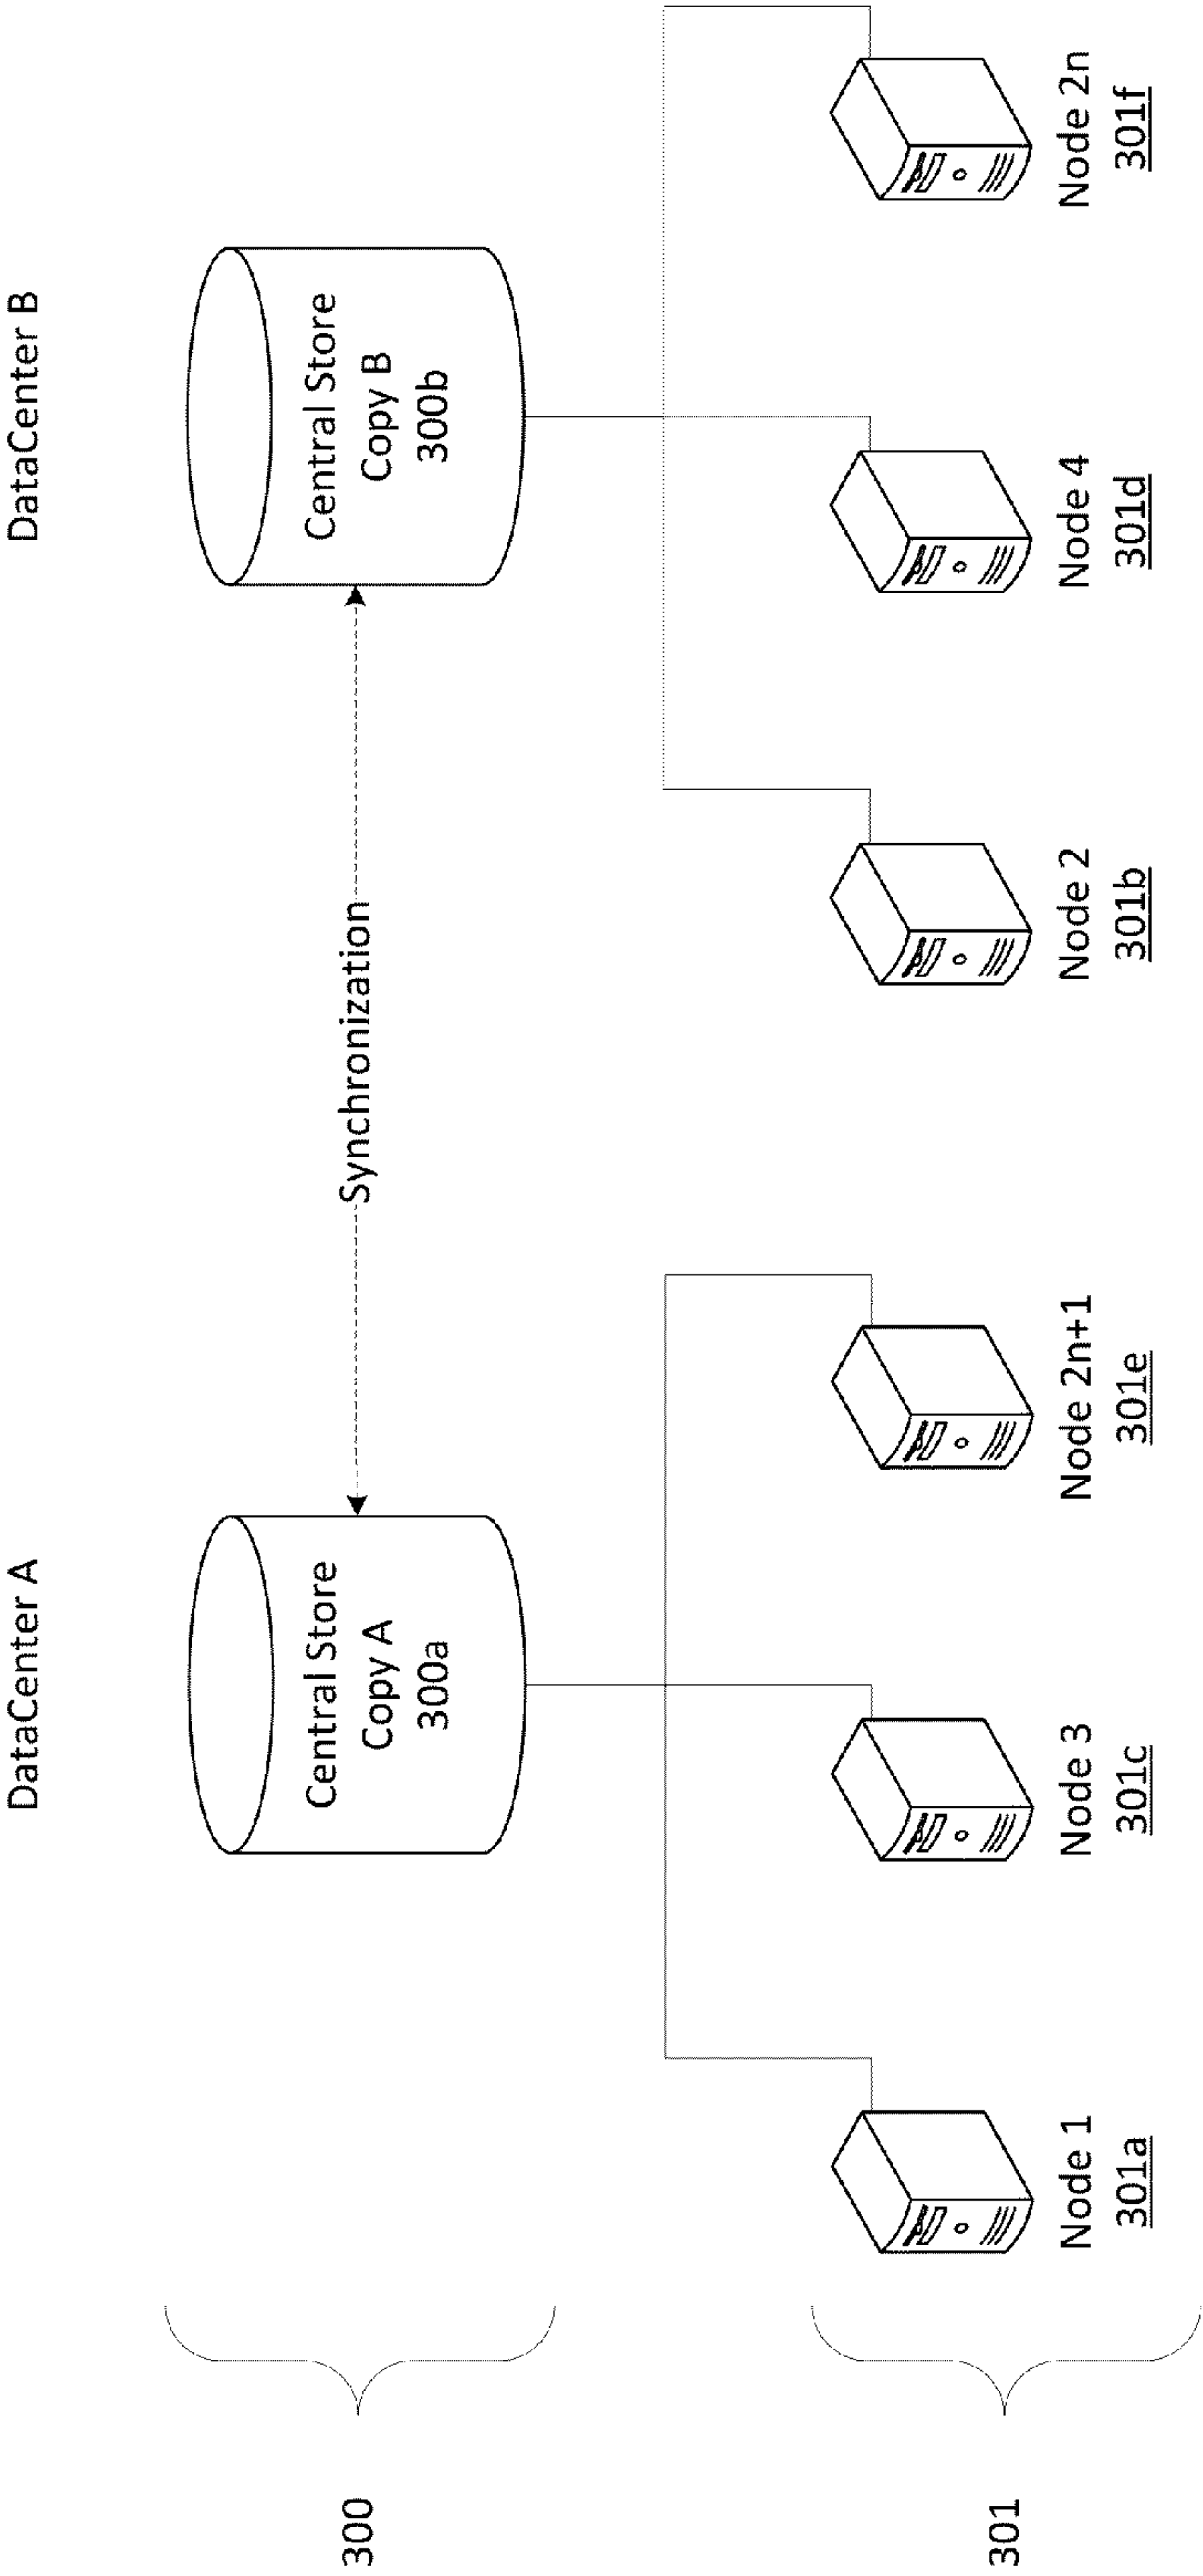 DataCenter A
DataCenter B
300
Central Store
Copy A
300a
Synchronization
Central Store
Copy B
300b
301
Node 1
301a
Node 3
301c
Node 2n+1
301e
Node 2
301b
Node 4
301d
Node 2n
301f